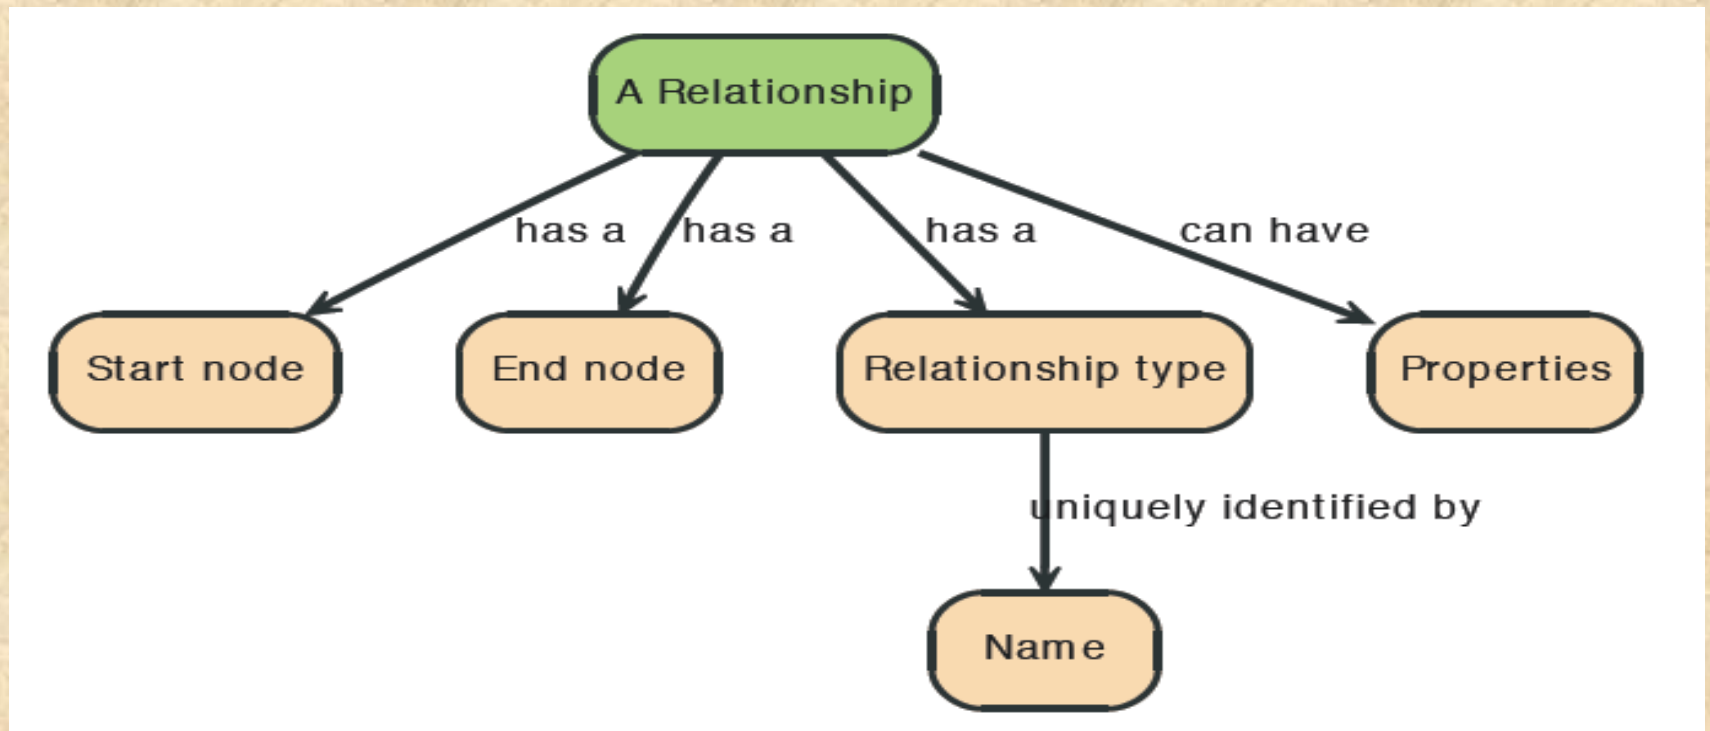 A Relationship
has a
has a
has a
can have
Start node
End node
Relationship type
Properties
uniquely identified by
Name